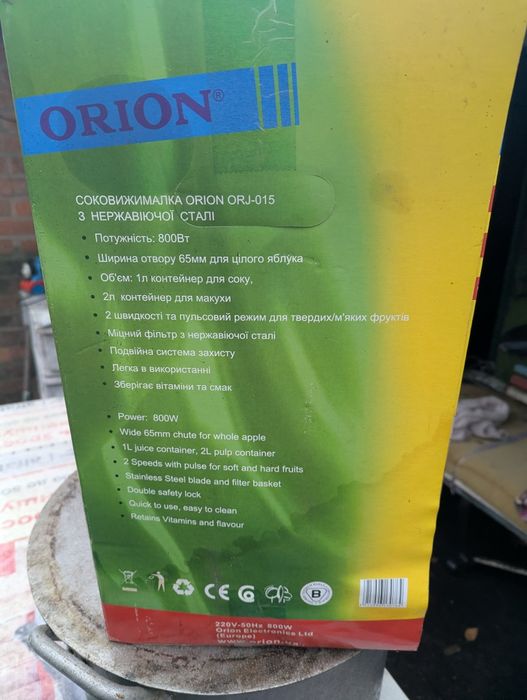 ORION®
СОКОВИЖИМАЛКА ORION ORJ-015
З НЕРЖАВІЮЧОЇ СТАЛІ
• Потужність: 800Вт
• Ширина отвору 65мм для цілого яблука
• Об'єм: 1л контейнер для соку,
• 2л контейнер для макухи
• 2 швидкості та пульсовий режим для твердих/м'яких фруктів
• Міцний фільтр з нержавіючої сталі
• Подвійна система захисту
• Легка в використанні
• Зберігає вітаміни та смак
• Power: 800W
• Wide 65mm chute for whole apple
• 1L juice container, 2L pulp container
• 2 Speeds with pulse for soft and hard fruits
• Stainless Steel blade and filter basket
• Double safety lock
• Quick to use, easy to clean
• Retains Vitamins and flavour
CE
B
220V-50Hz 800W
Orion Electronics Ltd
(Europe)